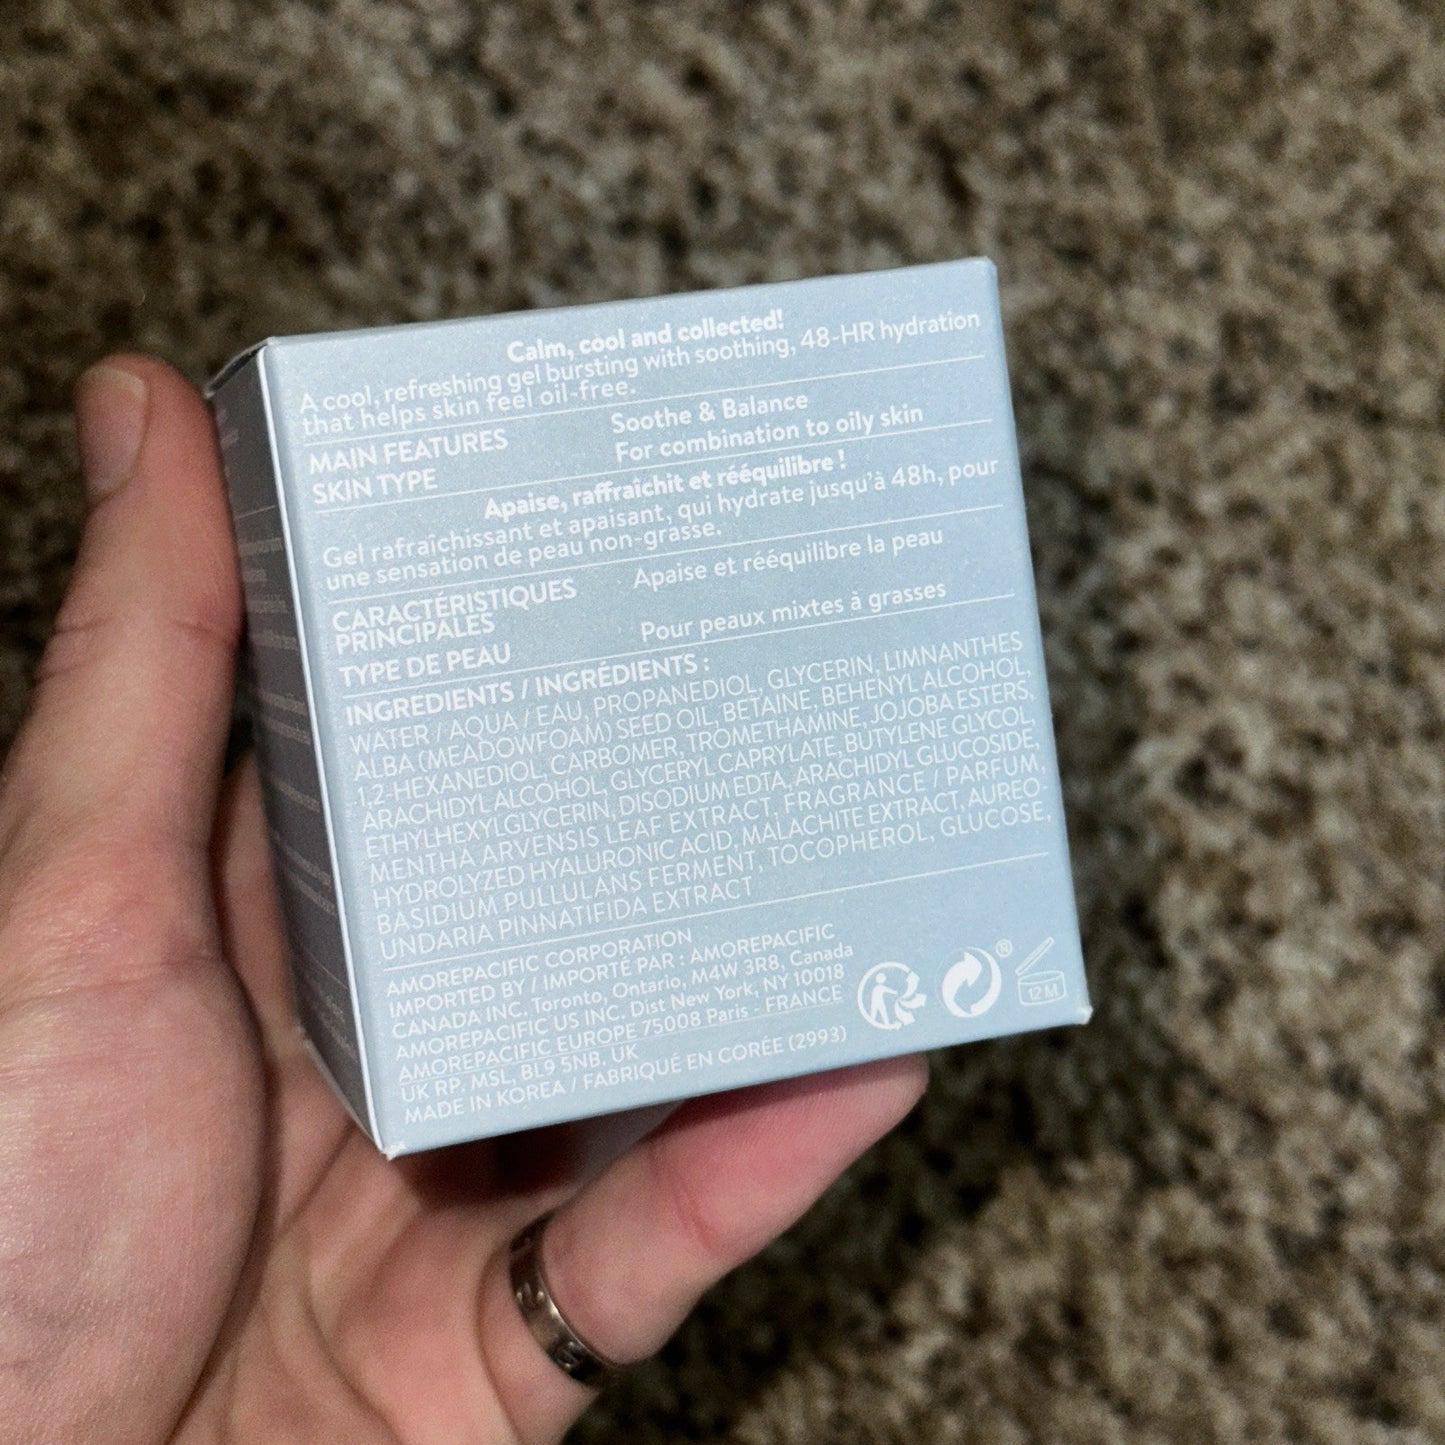 Calm, cool and collected!
A cool, refreshing gel bursting with soothing, 48-HR hydration
that helps skin feel oil-free.
MAIN FEATURES Soothe & Balance
SKIN TYPE For combination to oily skin
Apaise, raffraîchit et rééquilibre !
Gel rafraîchissant et apaisant, qui hydrate jusqu'à 48h, pour
une sensation de peau non-grasse.
CARACTÉRISTIQUES Apaise et rééquilibre la peau
PRINCIPALES
TYPE DE PEAU Pour peaux mixtes à grasses
INGREDIENTS / INGRÉDIENTS :
WATER / AQUA / EAU, PROPANEDIOL, GLYCERIN, LIMNANTHES
ALBA (MEADOWFOAM) SEED OIL, BETAINE, BEHENYL ALCOHOL,
1,2-HEXANEDIOL, CARBOMER, TROMETHAMINE, JOJOBA ESTERS,
ARACHIDYL ALCOHOL, GLYCERYL CAPRYLATE, BUTYLENE GLYCOL,
ETHYLHEXYLGLYCERIN, DISODIUM EDTA, ARACHIDYL GLUCOSIDE,
MENTHA ARVENSIS LEAF EXTRACT, FRAGRANCE / PARFUM,
HYDROLYZED HYALURONIC ACID, MALACHITE EXTRACT, AUREO-
BASIDIUM PULLULANS FERMENT, TOCOPHEROL, GLUCOSE,
UNDARIA PINNATIFIDA EXTRACT
AMOREPACIFIC CORPORATION
IMPORTED BY / IMPORTÉ PAR : AMOREPACIFIC
CANADA INC. Toronto, Ontario, M4W 3R8, Canada
AMOREPACIFIC US INC. Dist New York, NY 10018
AMOREPACIFIC EUROPE 75008 Paris - FRANCE
UK RP. MSL, BL9 5NB, UK
MADE IN KOREA / FABRIQUÉ EN CORÉE (2993)
®
12 M